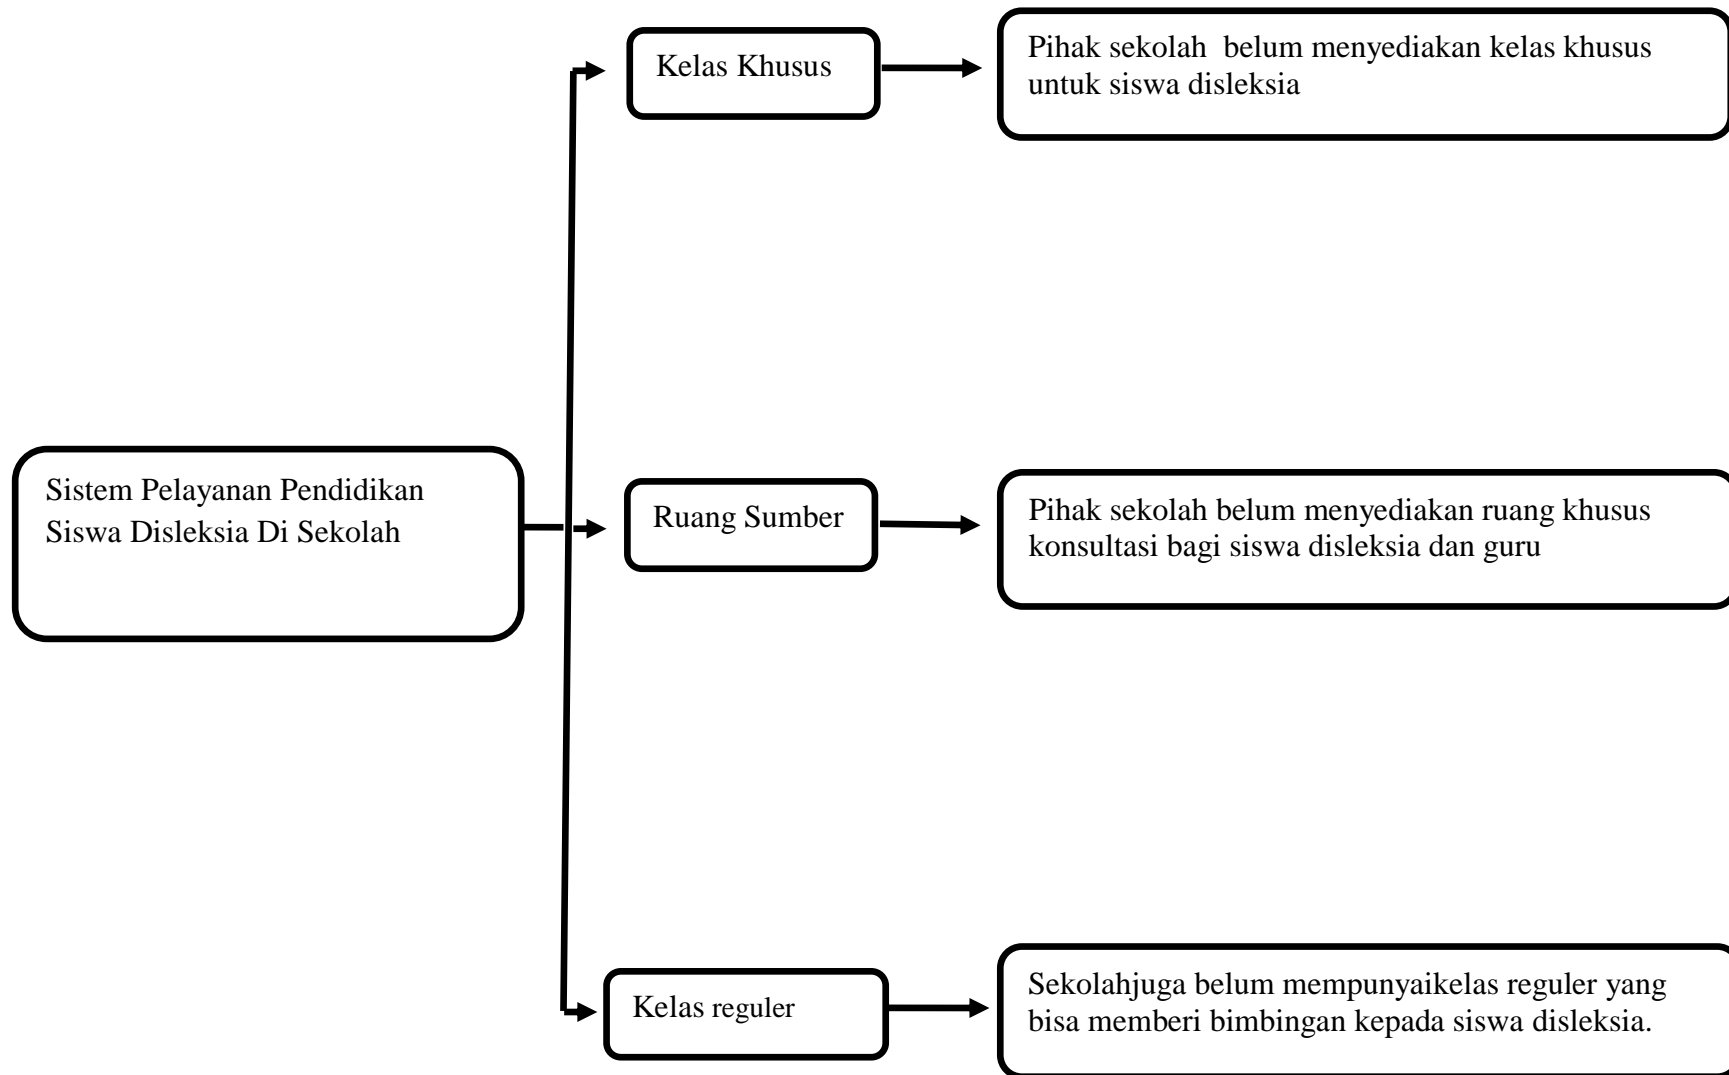 Kelas Khusus
Pihak sekolah  belum menyediakan kelas khusus
untuk siswa disleksia
Sistem Pelayanan Pendidikan
Siswa Disleksia Di Sekolah
Ruang Sumber
Pihak sekolah belum menyediakan ruang khusus
konsultasi bagi siswa disleksia dan guru
Kelas reguler
Sekolahjuga belum mempunyaikelas reguler yang
bisa memberi bimbingan kepada siswa disleksia.